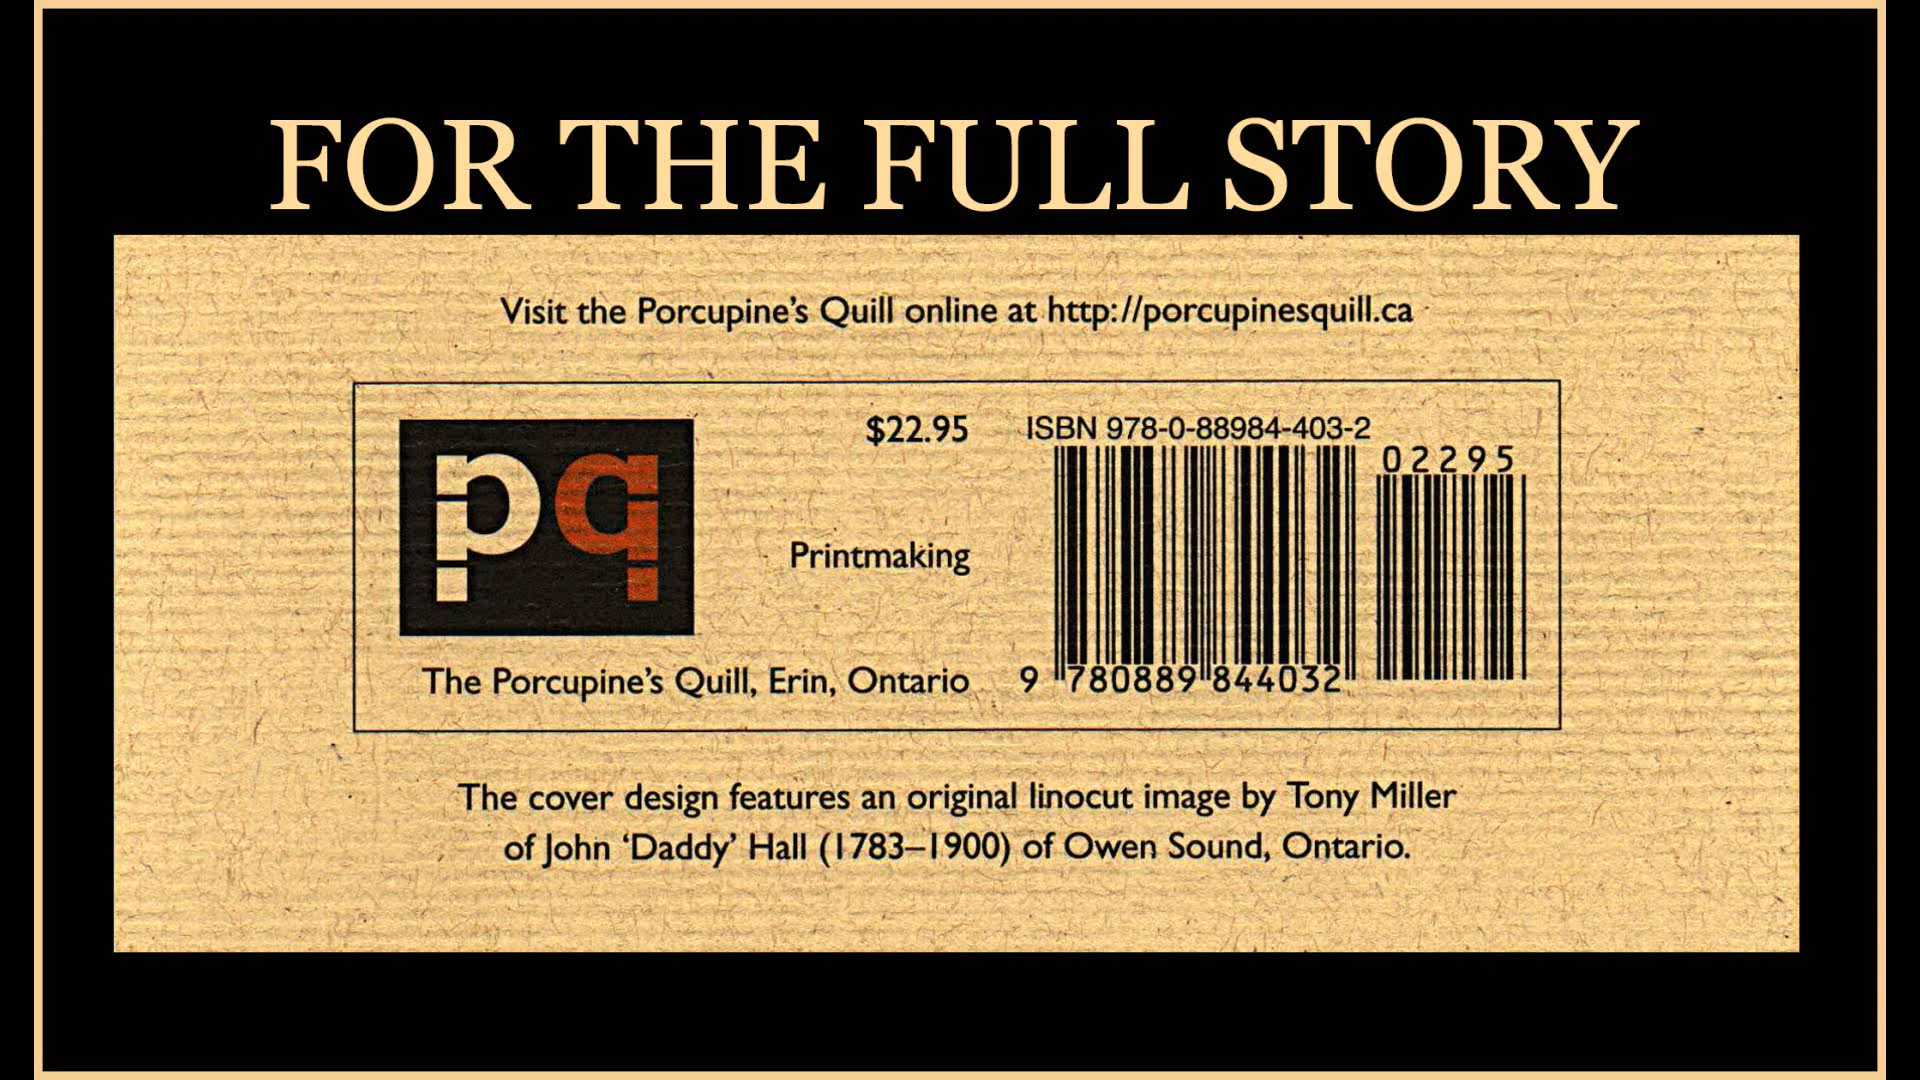 FOR THE FULL STORY
Visit the Porcupine's Quill online at http://porcupinesquill.ca
pq
$22.95
ISBN 978-0-88984-403-2
02295
Printmaking
The Porcupine's Quill, Erin, Ontario
9 780889 844032
The cover design features an original linocut image by Tony Miller
of John ‘Daddy’ Hall (1783–1900) of Owen Sound, Ontario.